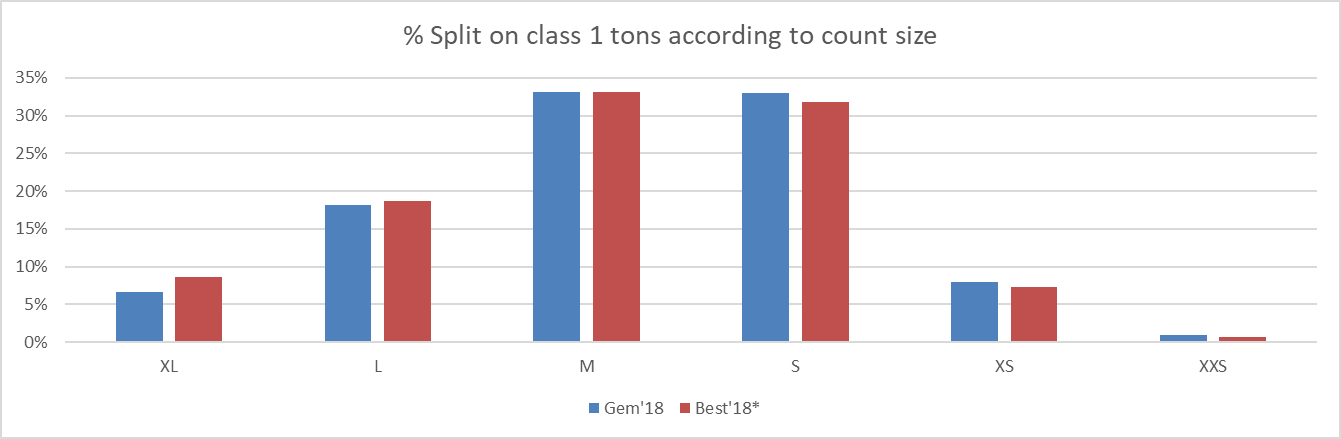 % Split on class 1 tons according to count size
35%
30%
25%
20%
15%
10%
5%
0%
XL L M S XS XXS
Gem'18 Best'18*